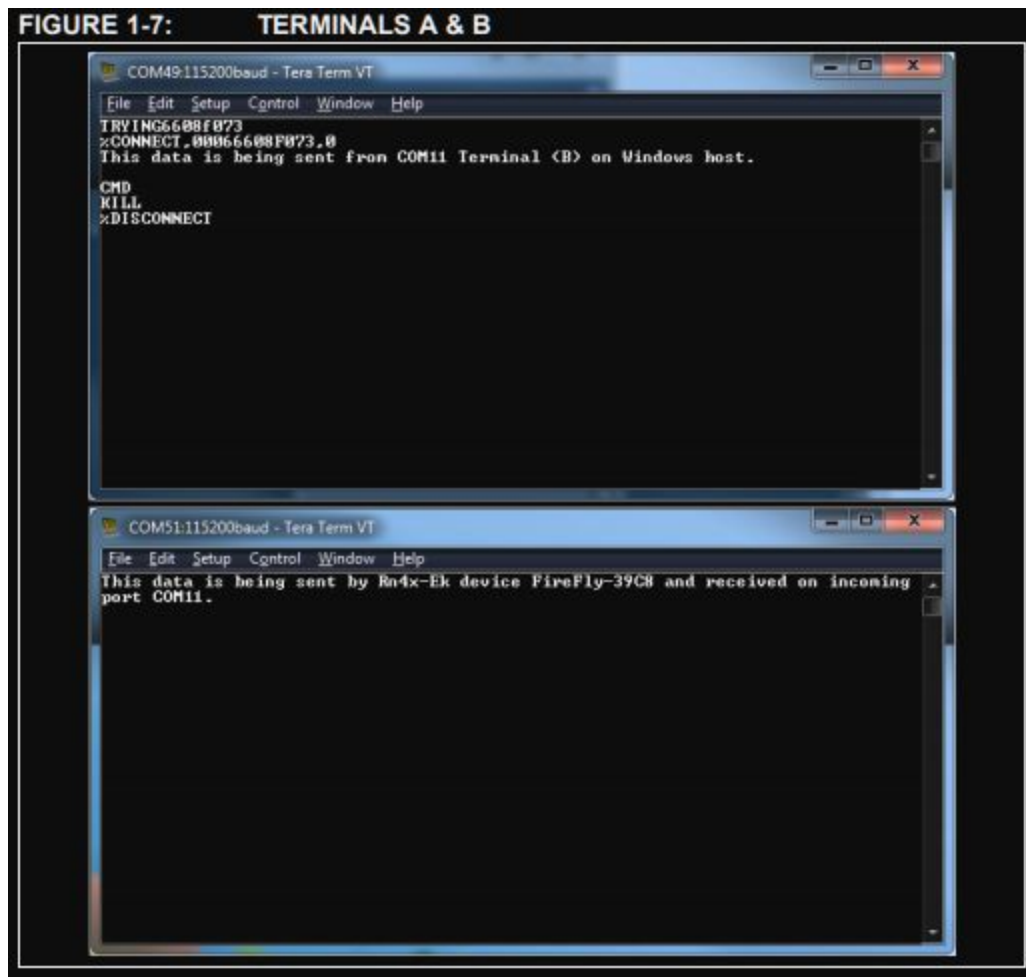 FIGURE 1-7: TERMINALS A & B
COM49:115200baud - Tera Term VT
File Edit Setup Control Window Help
TRYING6608f073
%CONNECT,00066608F073,0
This data is being sent from COM11 Terminal (B) on Windows host.
CMD
KILL
%DISCONNECT
COM51:115200baud - Tera Term VT
File Edit Setup Control Window Help
This data is being sent by Rn4x-Ek device FireFly-39C8 and received on incoming
port COM11.